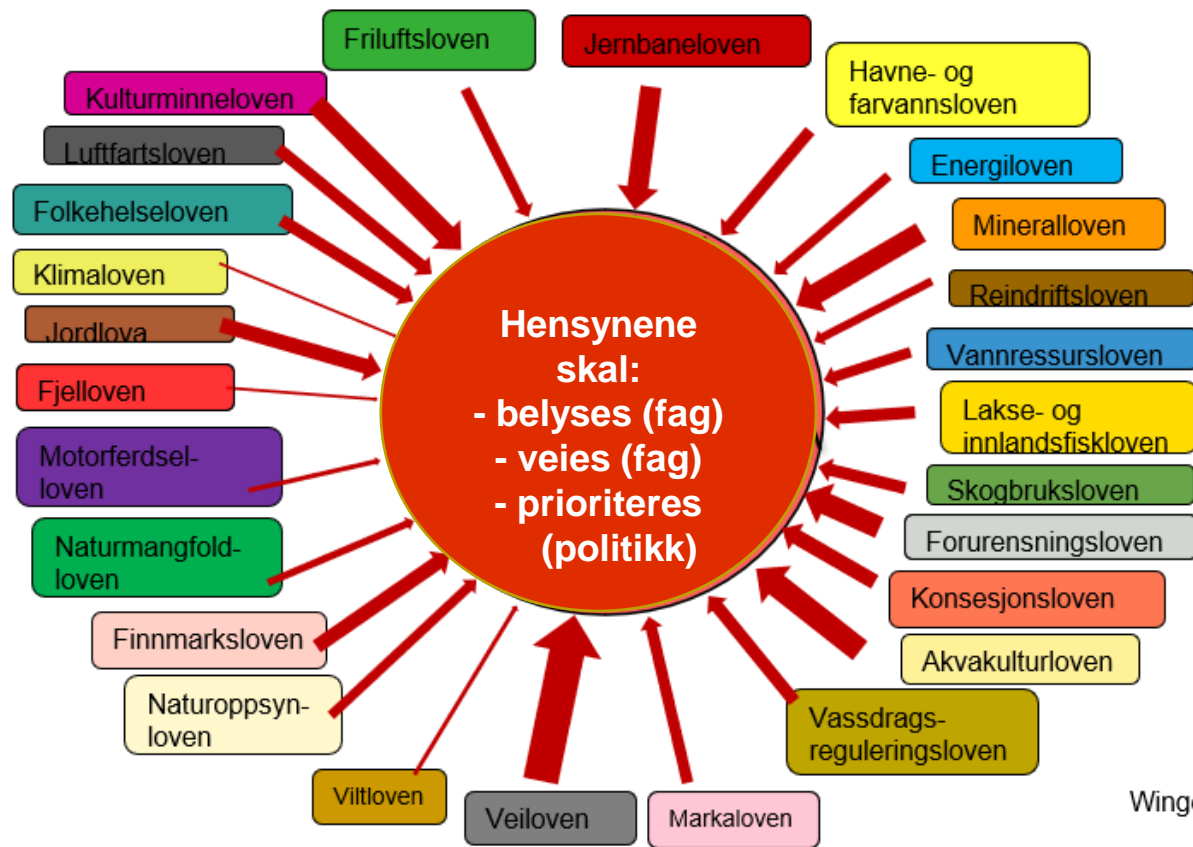 Friluftsloven
Jernbaneloven
Havne- og
farvannsloven
Kulturminneloven
Luftfartsloven
Energiloven
Folkehelseloven
Mineralloven
Klimaloven
Reindriftsloven
Jordlova
Vannressursloven
Fjelloven
Lakse- og
innlandsfiskloven
Motorferdsel-
loven
Skogbruksloven
Naturmangfold-
loven
Forurensningsloven
Konsesjonsloven
Finnmarksloven
Akvakulturloven
Naturoppsyn-
loven
Vassdrags-
reguleringsloven
Viltloven
Veiloven
Markaloven
Hensynene
skal:
- belyses (fag)
- veies (fag)
- prioriteres
(politikk)